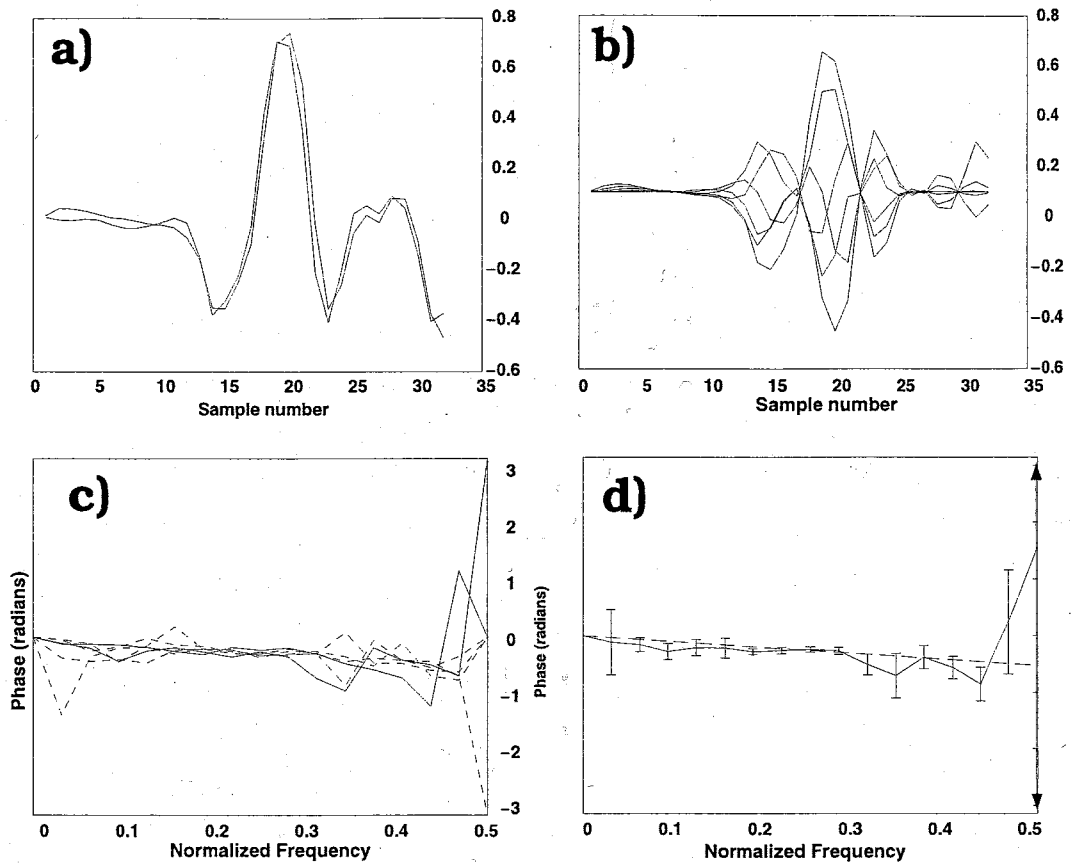 a)
0.8
0.6
0.4
0.2
0
−0.2
−0.4
−0.6
0 5 10 15 20 25 30 35
Sample number
b)
0.8
0.6
0.4
0.2
0
−0.2
−0.4
−0.6
0 5 10 15 20 25 30 35
Sample number
c)
Phase (radians)
3
2
1
0
−1
−2
−3
0 0.1 0.2 0.3 0.4 0.5
Normalized Frequency
d)
Phase (radians)
0 0.1 0.2 0.3 0.4 0.5
Normalized Frequency